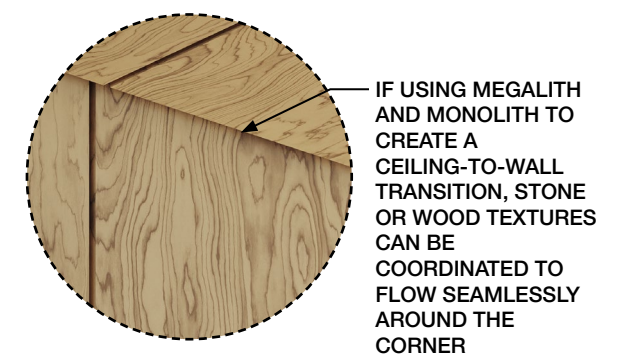 IF USING MEGALITH
AND MONOLITH TO
CREATE A
CEILING-TO-WALL
TRANSITION, STONE
OR WOOD TEXTURES
CAN BE
COORDINATED TO
FLOW SEAMLESSLY
AROUND THE
CORNER